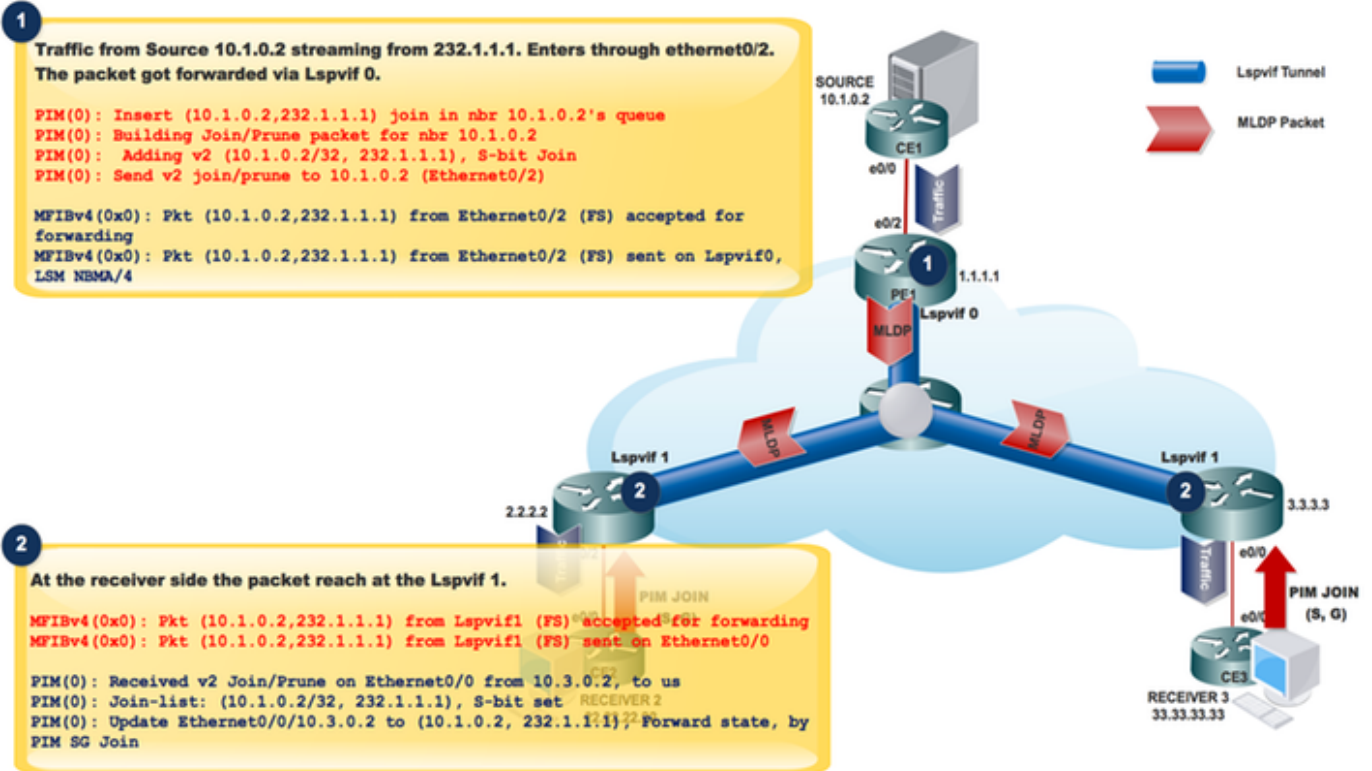 1
Traffic from Source 10.1.0.2 streaming from 232.1.1.1. Enters through ethernet0/2.
The packet got forwarded via Lspvif 0.
PIM(0): Insert (10.1.0.2,232.1.1.1) join in nbr 10.1.0.2's queue
PIM(0): Building Join/Prune packet for nbr 10.1.0.2
PIM(0):  Adding v2 (10.1.0.2/32, 232.1.1.1), S-bit Join
PIM(0): Send v2 join/prune to 10.1.0.2 (Ethernet0/2)
MFIBv4(0x0): Pkt (10.1.0.2,232.1.1.1) from Ethernet0/2 (FS) accepted for
forwarding
MFIBv4(0x0): Pkt (10.1.0.2,232.1.1.1) from Ethernet0/2 (FS) sent on Lspvif0,
LSM NBMA/4
SOURCE
10.1.0.2
CE1
e0/0
Traffic
e0/2
1
1.1.1.1
PE1
Lspvif 0
MLDP
Lspvif Tunnel
MLDP Packet
MLDP
MLDP
Lspvif 1
2
2.2.2.2
Lspvif 1
2
3.3.3.3
e0/0
Traffic
PIM JOIN
(S, G)
e0/0
CE3
RECEIVER 3
33.33.33.33
PIM JOIN
(S, G)
e0/0
CE2
RECEIVER 2
2
At the receiver side the packet reach at the Lspvif 1.
MFIBv4(0x0): Pkt (10.1.0.2,232.1.1.1) from Lspvif1 (FS) accepted for forwarding
MFIBv4(0x0): Pkt (10.1.0.2,232.1.1.1) from Lspvif1 (FS) sent on Ethernet0/0
PIM(0): Received v2 Join/Prune on Ethernet0/0 from 10.3.0.2, to us
PIM(0): Join-list: (10.1.0.2/32, 232.1.1.1), S-bit set
PIM(0): Update Ethernet0/0/10.3.0.2 to (10.1.0.2, 232.1.1.1), Forward state, by
PIM SG Join